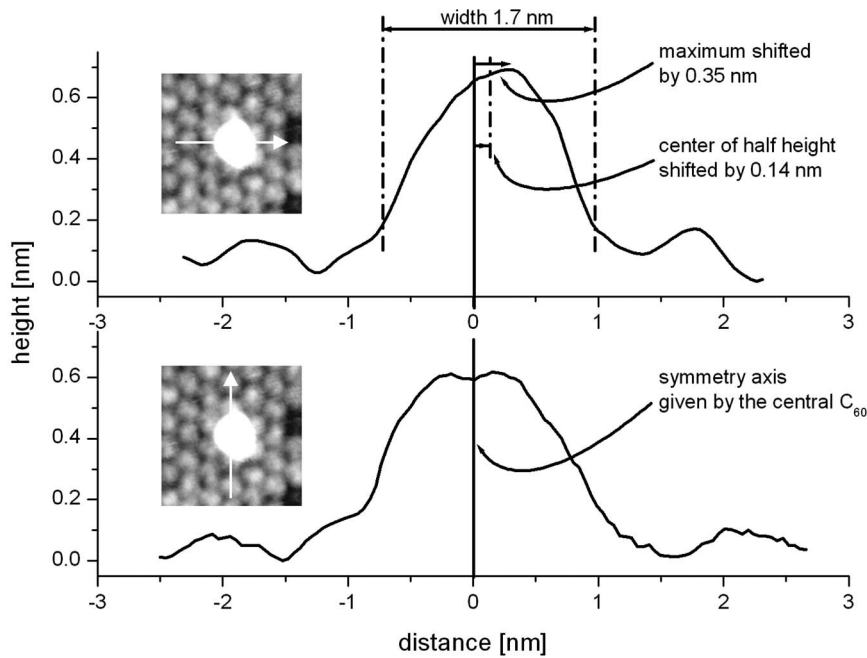 width 1.7 nm
maximum shifted
by 0.35 nm
center of half height
shifted by 0.14 nm
0.6
0.4
0.2
0.0
-3 -2 -1 0 1 2 3
height [nm]
symmetry axis
given by the central C60
0.6
0.4
0.2
0.0
-3 -2 -1 0 1 2 3
distance [nm]